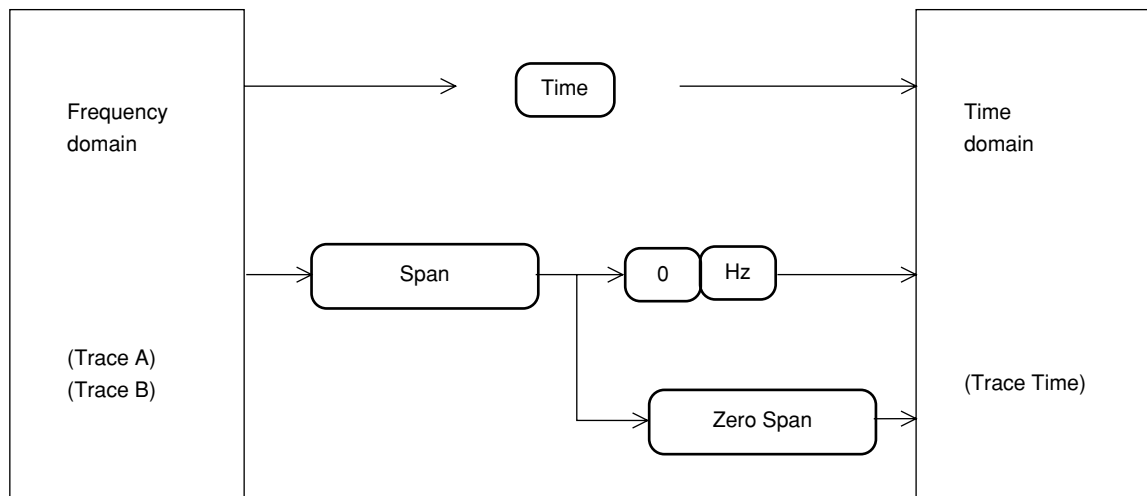 Time
Frequency
domain
Time
domain
Span
0
Hz
(Trace A)
(Trace B)
(Trace Time)
Zero Span